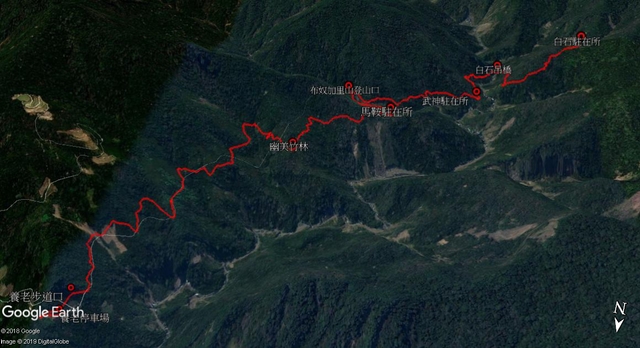 白石駐在所
白石吊橋
布奴加里山登山口
武神駐在所
馬鞍駐在所
幽美竹林
養老步道口
Google Earth
養老停車場
©2018 Google
Image © 2019 DigitalGlobe
N